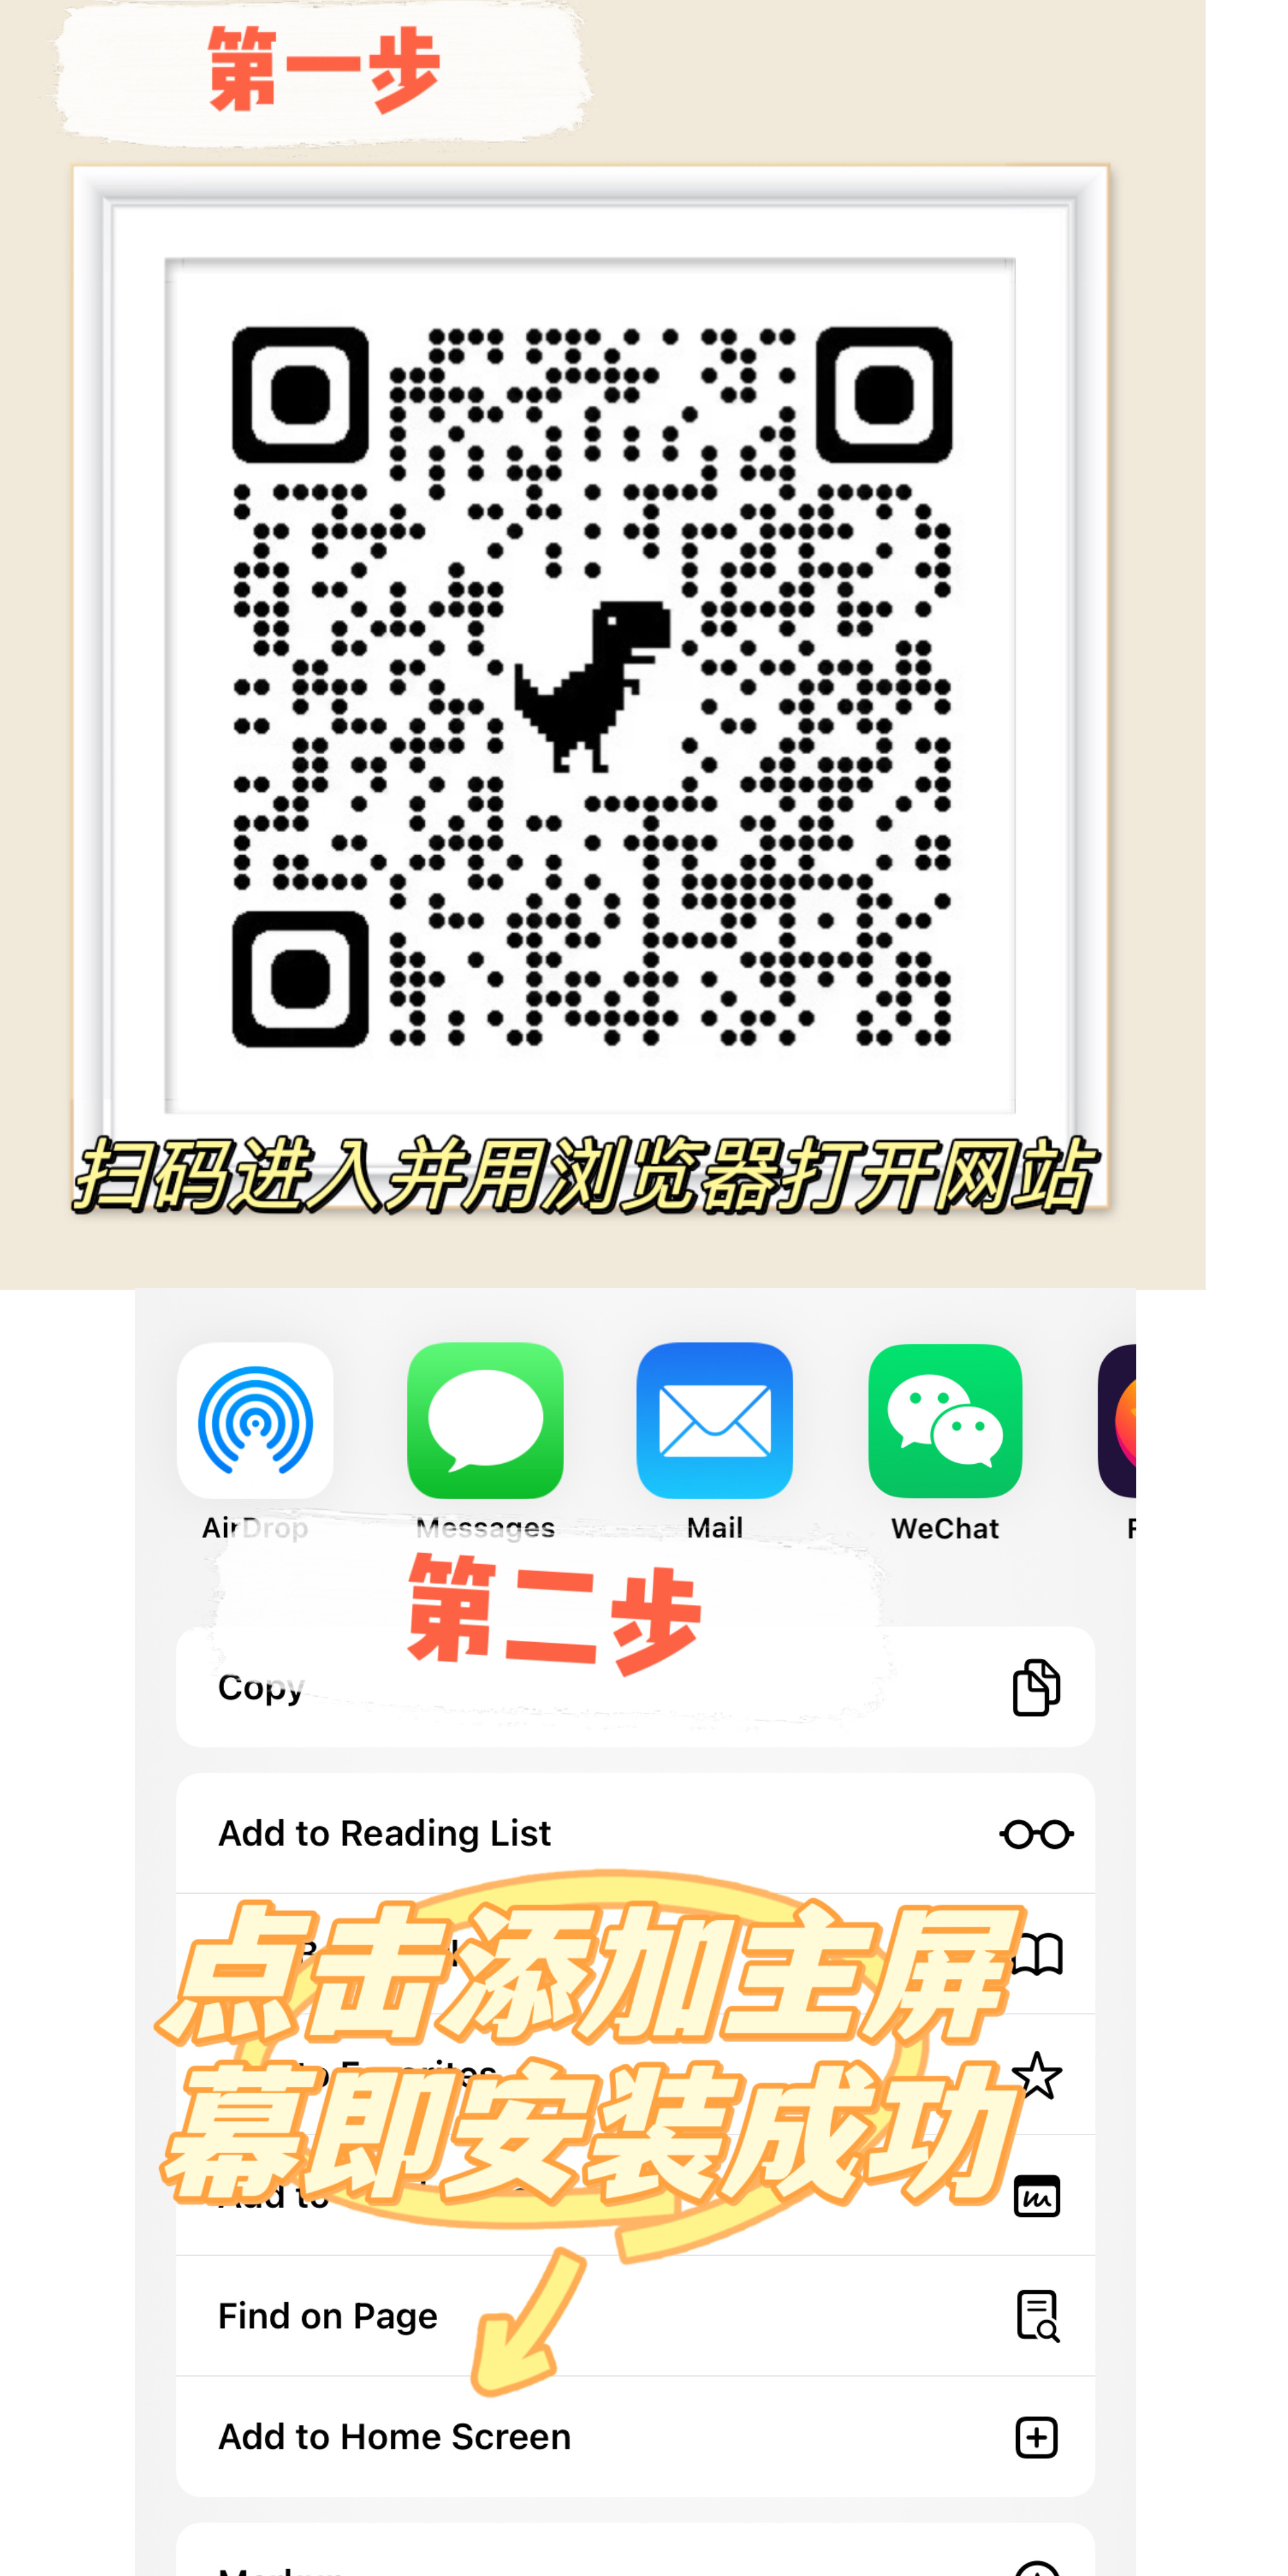 第一步
扫码进入并用浏览器打开网站
AirDrop
Messages
Mail
WeChat
F
第二步
Copy
Add to Reading List
点击添加主屏
幕即安装成功
Add to
Find on Page
Add to Home Screen